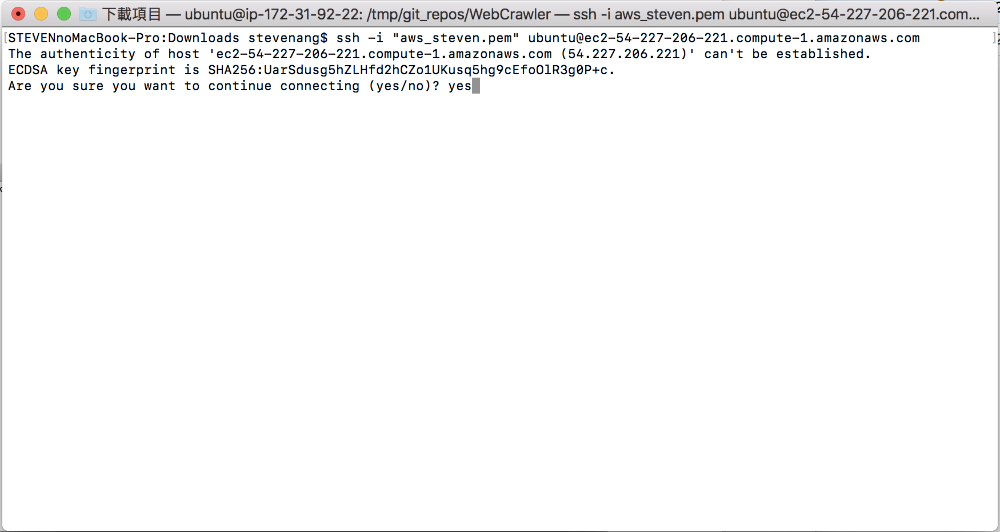 下載項目 — ubuntu@ip-172-31-92-22: /tmp/git_repos/WebCrawler — ssh -i aws_steven.pem ubuntu@ec2-54-227-206-221.com...
[STEVENnoMacBook-Pro:Downloads stevenang$ ssh -i "aws_steven.pem" ubuntu@ec2-54-227-206-221.compute-1.amazonaws.com ]
The authenticity of host 'ec2-54-227-206-221.compute-1.amazonaws.com (54.227.206.221)' can't be established.
ECDSA key fingerprint is SHA256:UarSdusg5hZLHfd2hCZo1UKusq5hg9cEfoOlR3g0P+c.
Are you sure you want to continue connecting (yes/no)? yes